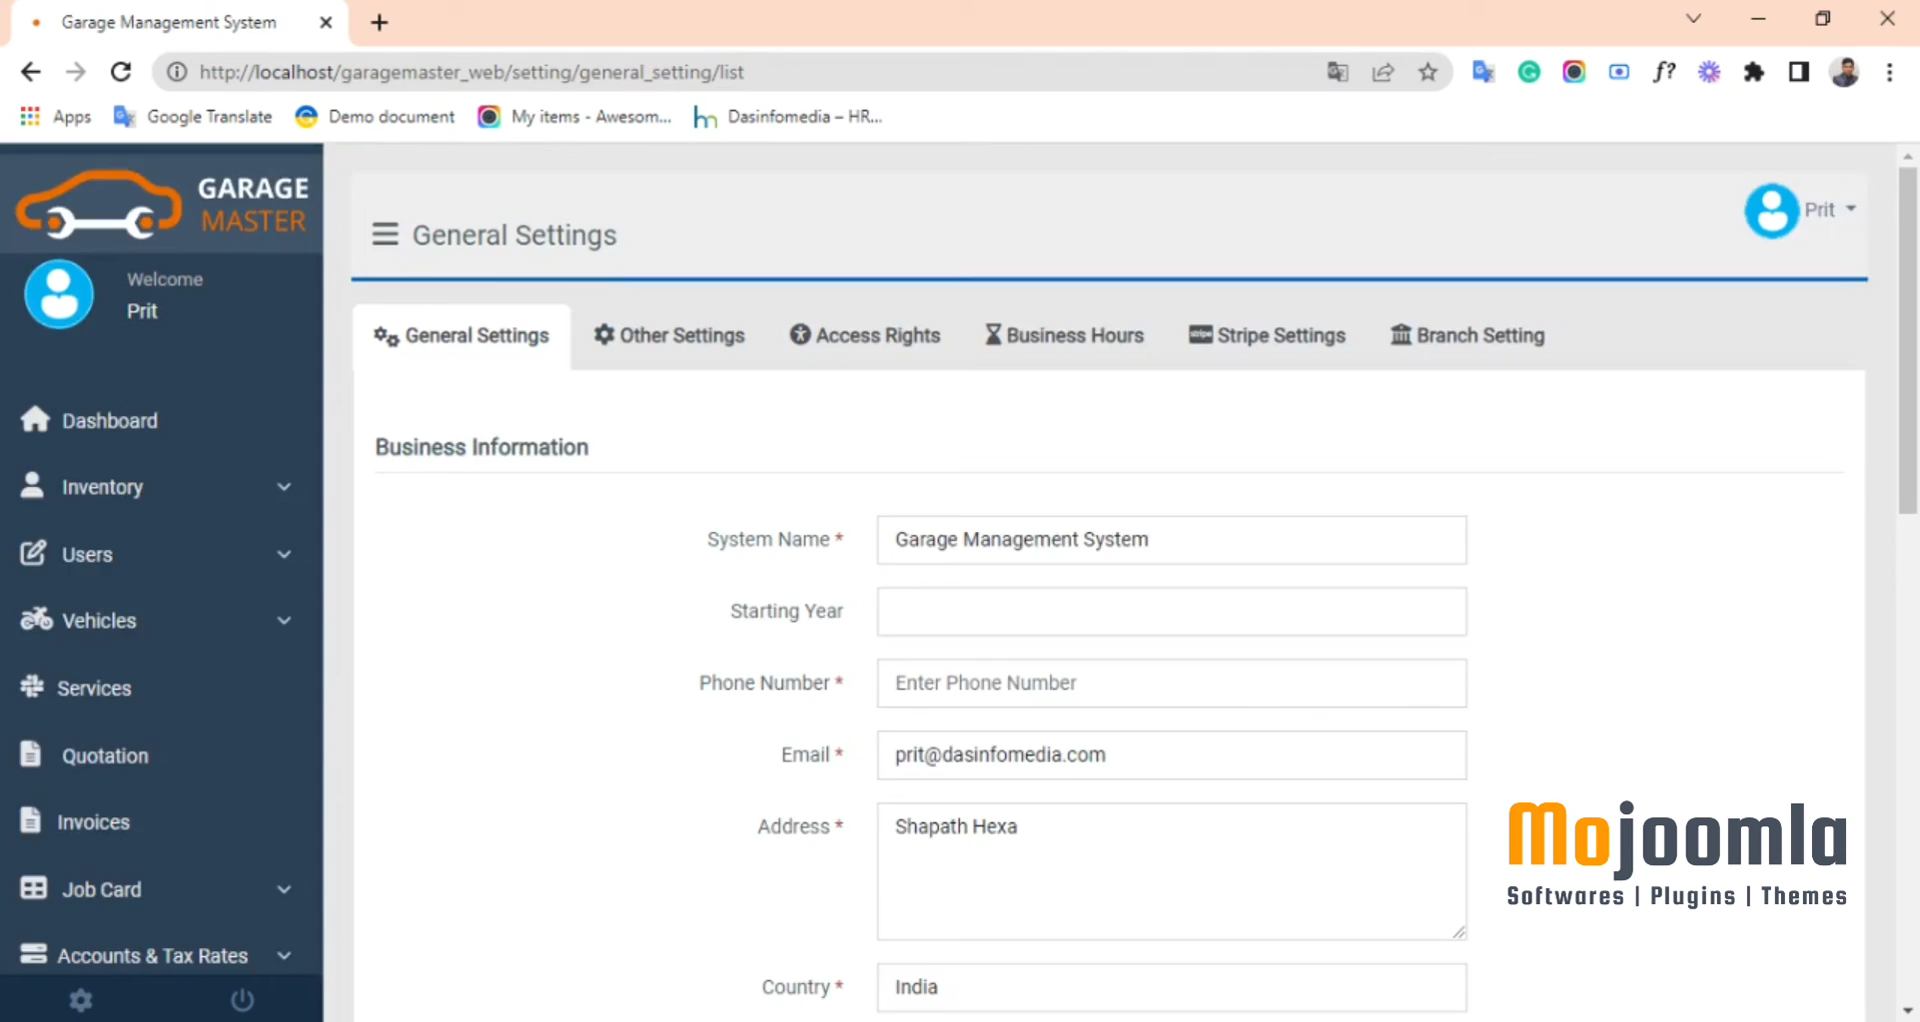 Garage Management System
http://localhost/garagemaster_web/setting/general_setting/list
f?
Apps
Google Translate
Demo document
My items - Awesom...
Dasinfomedia – HR...
GARAGE
MASTER
Welcome
Prit
Dashboard
Inventory
Users
Vehicles
Services
Quotation
Invoices
Job Card
Accounts & Tax Rates
General Settings
Prit
General Settings
Other Settings
Access Rights
Business Hours
stripe Stripe Settings
Branch Setting
Business Information
System Name * Garage Management System
Starting Year
Phone Number * Enter Phone Number
Email * prit@dasinfomedia.com
Address * Shapath Hexa
Country * India
Mojoomla
Softwares | Plugins | Themes